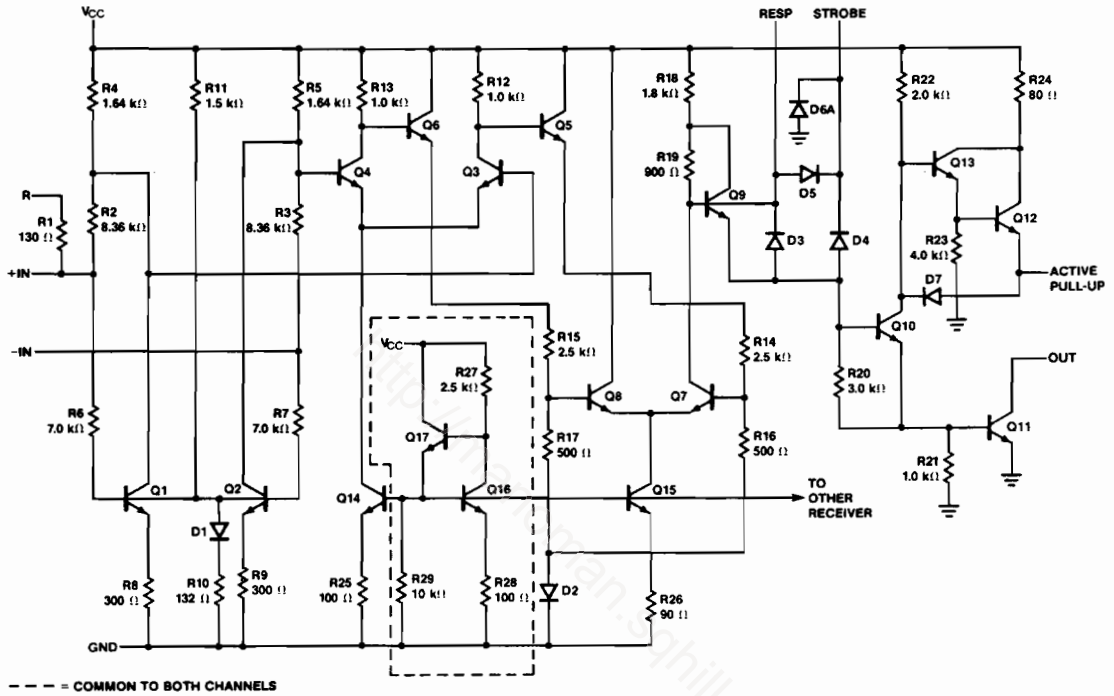 VCC
RESP
STROBE
R4
1.64 kΩ
R11
1.5 kΩ
R5
1.64 kΩ
R13
1.0 kΩ
Q6
R12
1.0 kΩ
Q5
R18
1.8 kΩ
D6A
R22
2.0 kΩ
R24
80 Ω
R
R1
130 Ω
R2
8.36 kΩ
R3
8.36 kΩ
Q4
Q3
R19
900 Ω
Q9
D5
Q13
Q12
D3
D4
R23
4.0 kΩ
+IN
D7
ACTIVE
PULL-UP
-IN
VCC
R27
2.5 kΩ
R15
2.5 kΩ
R14
2.5 kΩ
Q10
Q8
Q7
R20
3.0 kΩ
OUT
R6
7.0 kΩ
R7
7.0 kΩ
Q17
R17
500 Ω
R16
500 Ω
Q11
R21
1.0 kΩ
Q1
Q2
Q14
Q16
Q15
TO
OTHER
RECEIVER
D1
R8
300 Ω
R10
132 Ω
R9
300 Ω
R25
100 Ω
R29
10 kΩ
R28
100 Ω
D2
R26
90 Ω
GND
= COMMON TO BOTH CHANNELS